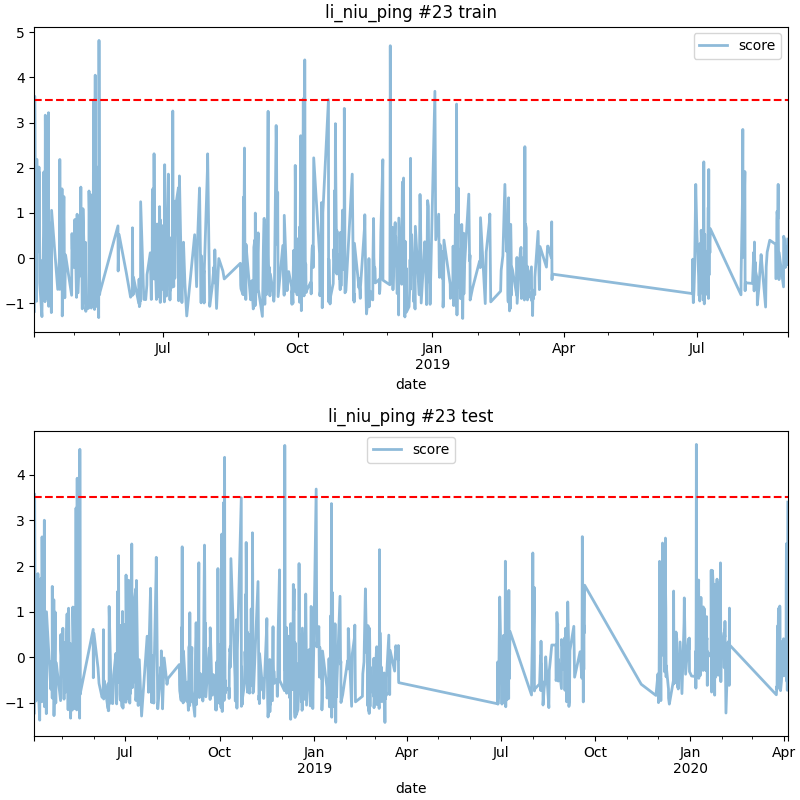 li_niu_ping #23 train
score
5
4
3
2
1
0
−1
Jul
Oct
Jan
2019
Apr
Jul
date
li_niu_ping #23 test
score
4
3
2
1
0
−1
Jul
Oct
Jan
2019
Apr
Jul
Oct
Jan
2020
Apr
date